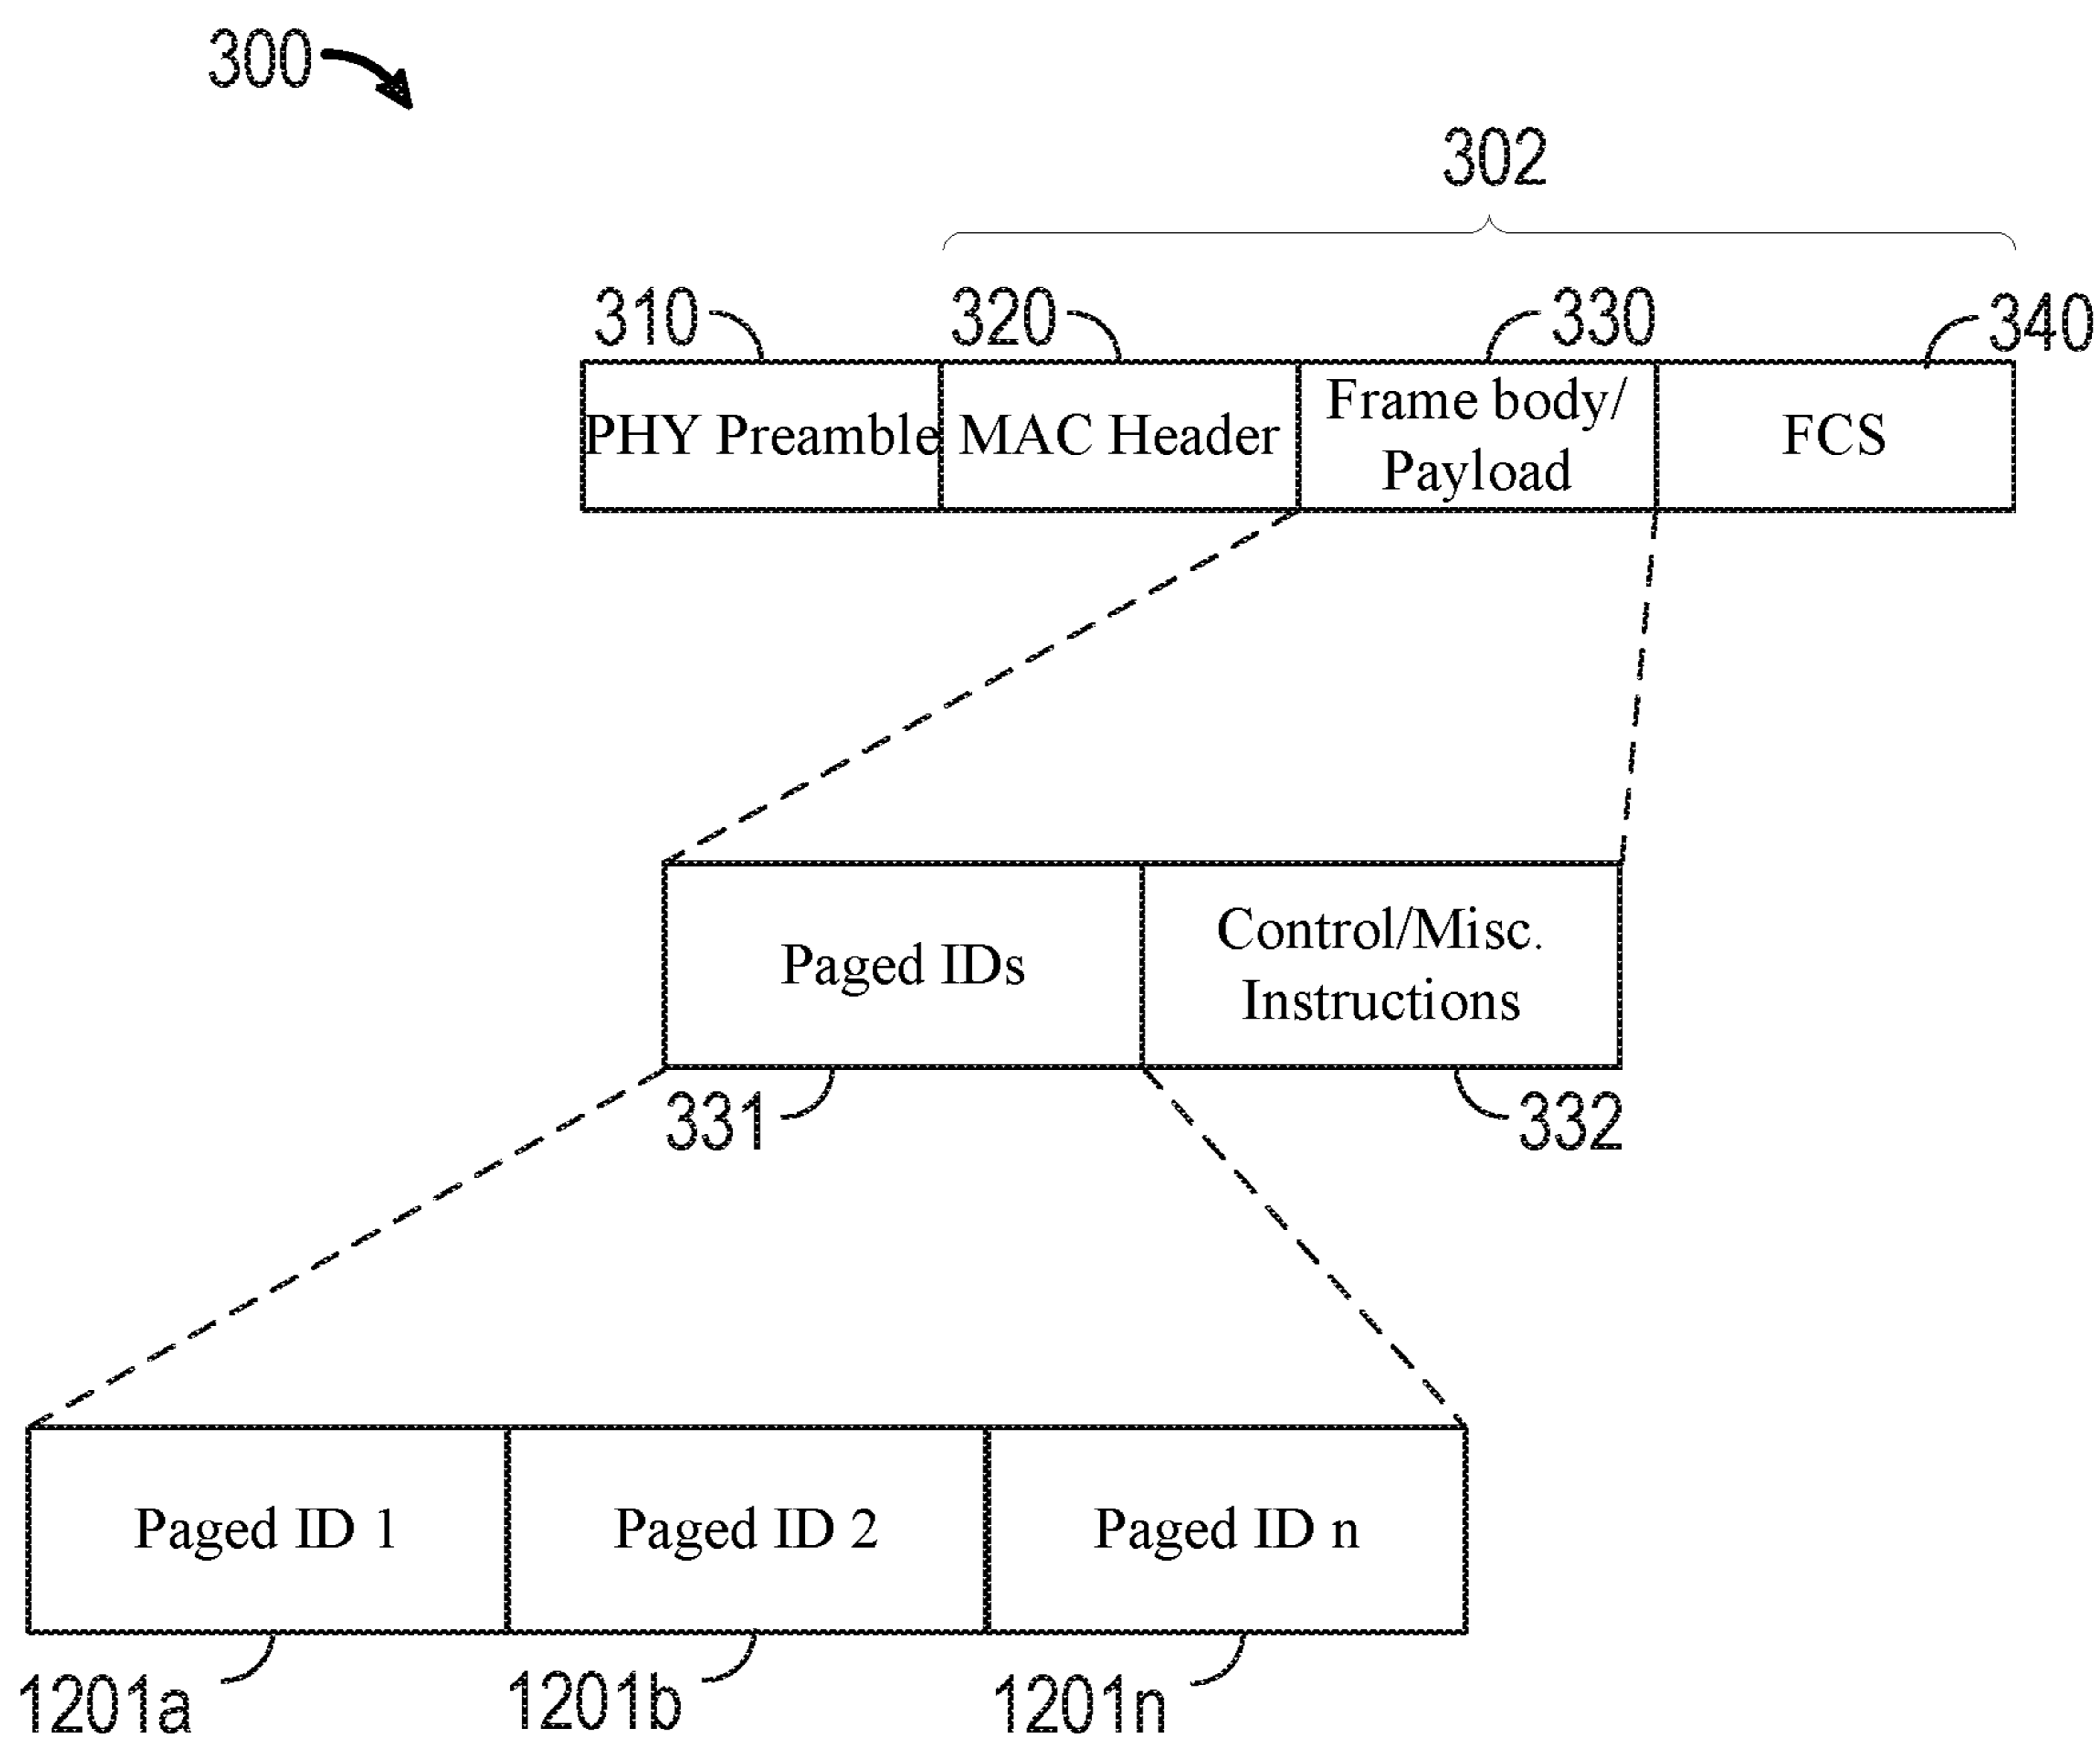 300
302
310
320
330
340
PHY Preamble
MAC Header
Frame body/
Payload
FCS
Paged IDs
Control/Misc.
Instructions
331
332
Paged ID 1
Paged ID 2
Paged ID n
1201a
1201b
1201n